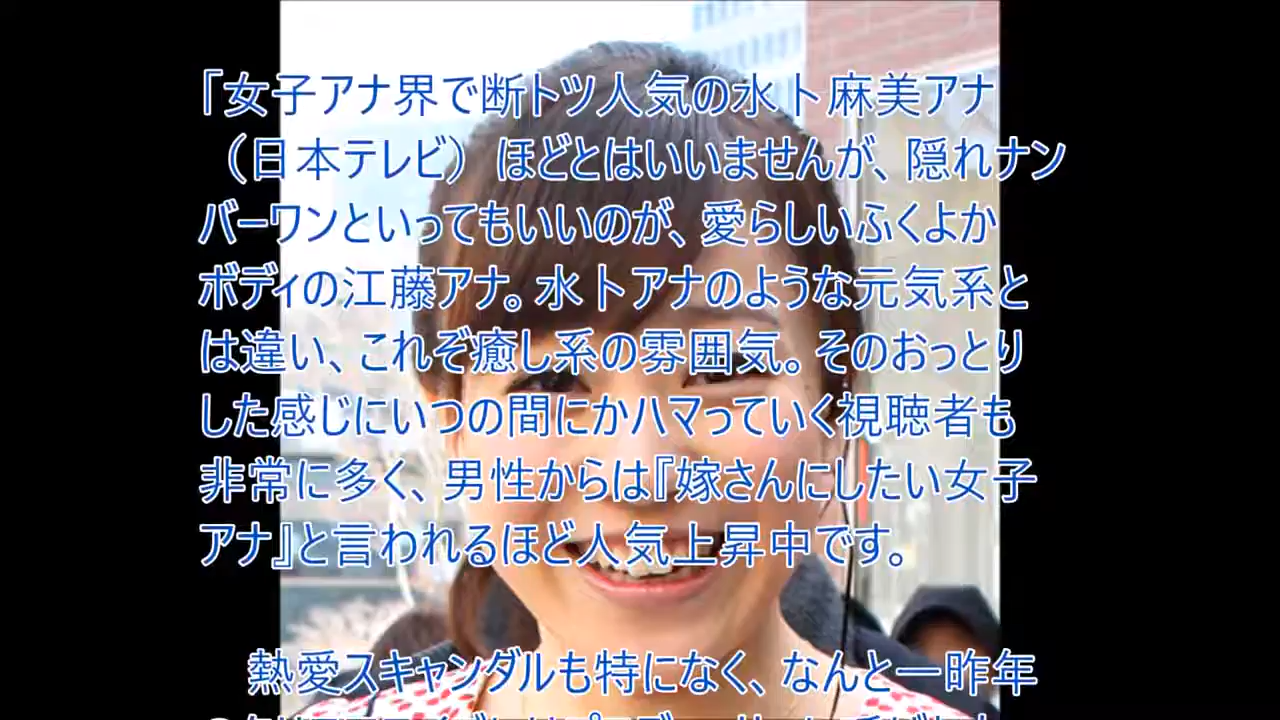 「女子アナ界で断トツ人気の水卜麻美アナ
（日本テレビ）ほどとはいいませんが、隠れナン
バーワンといってもいいのが、愛らしいふくよか
ボディの江藤アナ。水卜アナのような元気系と
は違い、これぞ癒し系の雰囲気。そのおっとり
した感じにいつの間にかハマっていく視聴者も
非常に多く、男性からは『嫁さんにしたい女子
アナ』と言われるほど人気上昇中です。
熱愛スキャンダルも特になく、なんと一昨年